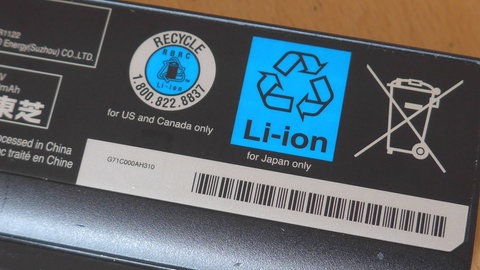 R1122
Energy(Suzhou) CO.,LTD.
V
mAh
東芝
ocessed in China
c traité en Chine
RECYCLE
RBRC
Li-ion
1.800.822.8837
for US and Canada only
Li-ion
for Japan only
G71C000AH310